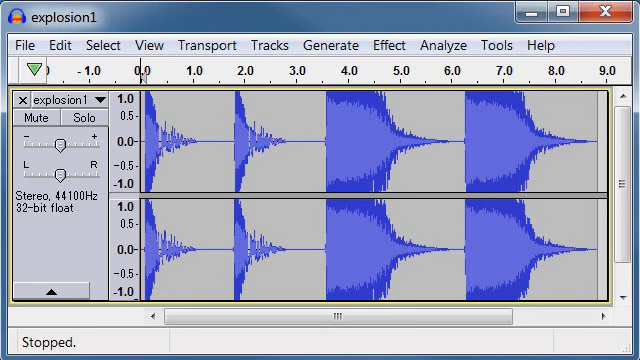 explosion1
File Edit Select View Transport Tracks Generate Effect Analyze Tools Help
- 1.0 0.0 1.0 2.0 3.0 4.0 5.0 6.0 7.0 8.0 9.0
explosion1
Mute Solo
- +
L R
Stereo, 44100Hz
32-bit float
1.0
0.5-
0.0-
-0.5-
-1.0
1.0
0.5-
0.0-
-0.5-
-1.0
Stopped.